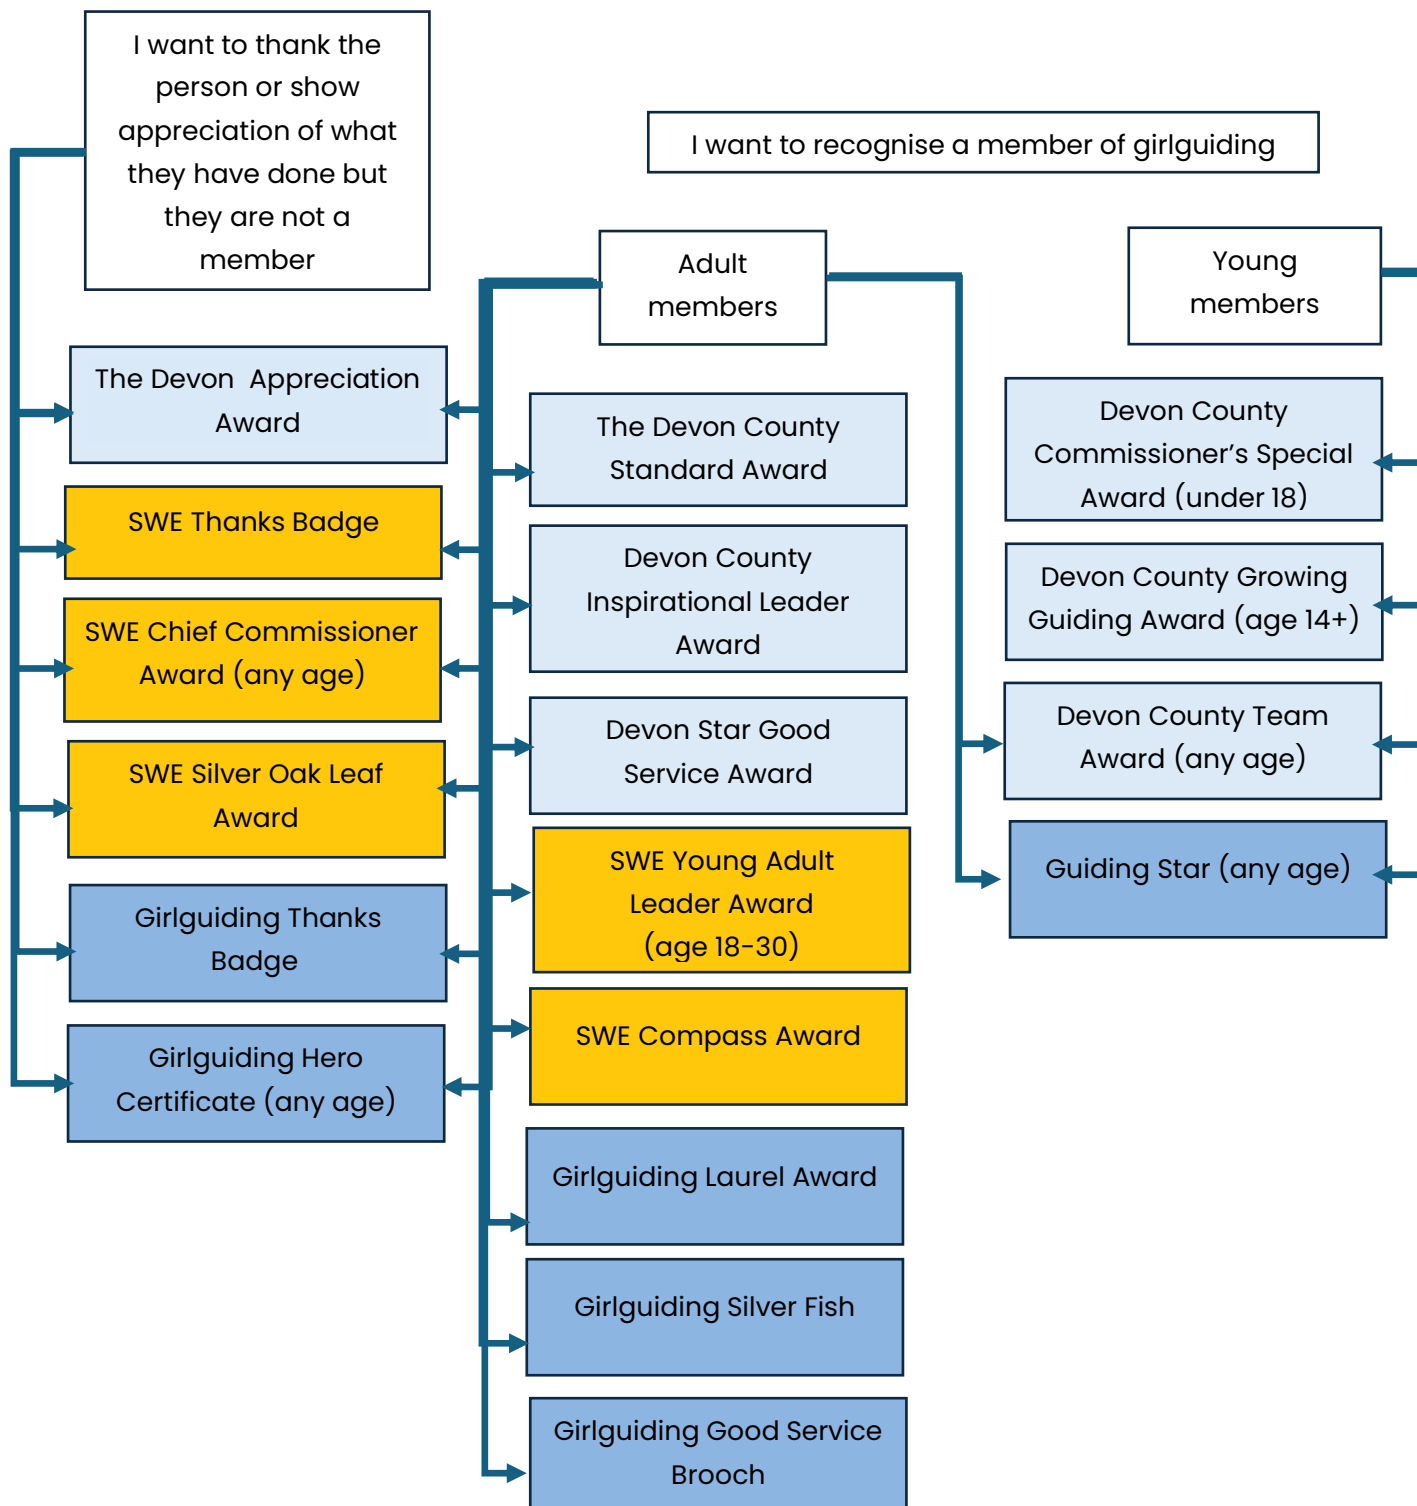 I want to thank the
person or show
appreciation of what
they have done but
they are not a
member
I want to recognise a member of girlguiding
Adult
members
Young
members
The Devon  Appreciation
Award
SWE Thanks Badge
SWE Chief Commissioner
Award (any age)
SWE Silver Oak Leaf
Award
Girlguiding Thanks
Badge
Girlguiding Hero
Certificate (any age)
The Devon County
Standard Award
Devon County
Inspirational Leader
Award
Devon Star Good
Service Award
SWE Young Adult
Leader Award
(age 18-30)
SWE Compass Award
Girlguiding Laurel Award
Girlguiding Silver Fish
Girlguiding Good Service
Brooch
Devon County
Commissioner’s Special
Award (under 18)
Devon County Growing
Guiding Award (age 14+)
Devon County Team
Award (any age)
Guiding Star (any age)